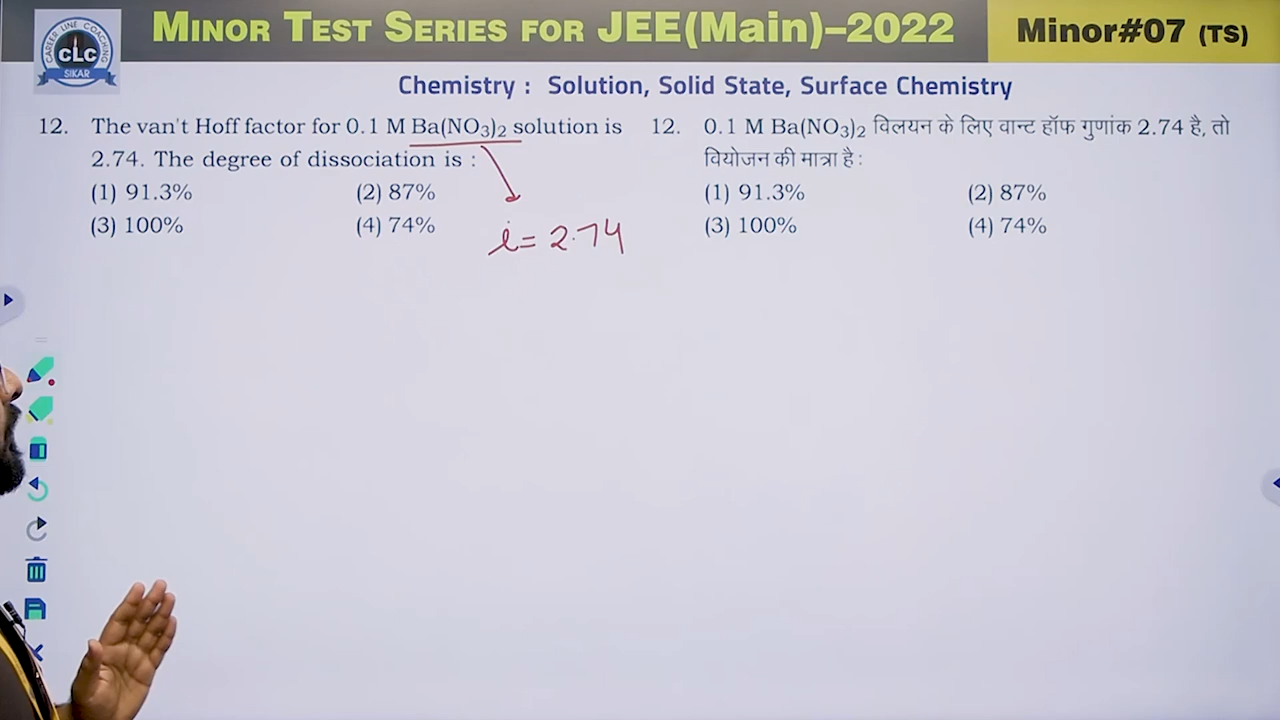 CAREER LINE COACHING
CLC
SIKAR
MINOR TEST SERIES FOR JEE(MAIN)–2022
Minor#07 (TS)
Chemistry : Solution, Solid State, Surface Chemistry
12. The van't Hoff factor for 0.1 M Ba(NO₃)₂ solution is
2.74. The degree of dissociation is :
(1) 91.3% (2) 87%
(3) 100% (4) 74%
i = 2.74
12. 0.1 M Ba(NO₃)₂ विलयन के लिए वान्ट हॉफ गुणांक 2.74 है, तो
वियोजन की मात्रा है :
(1) 91.3% (2) 87%
(3) 100% (4) 74%